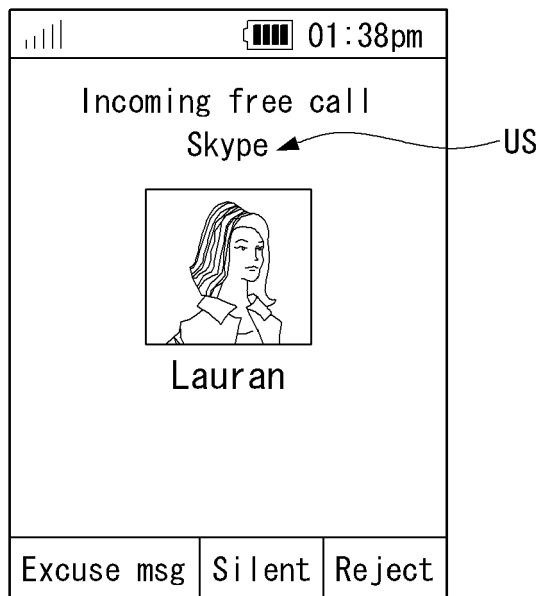 01:38pm
Incoming free call
Skype
US
Lauran
Excuse msg Silent Reject